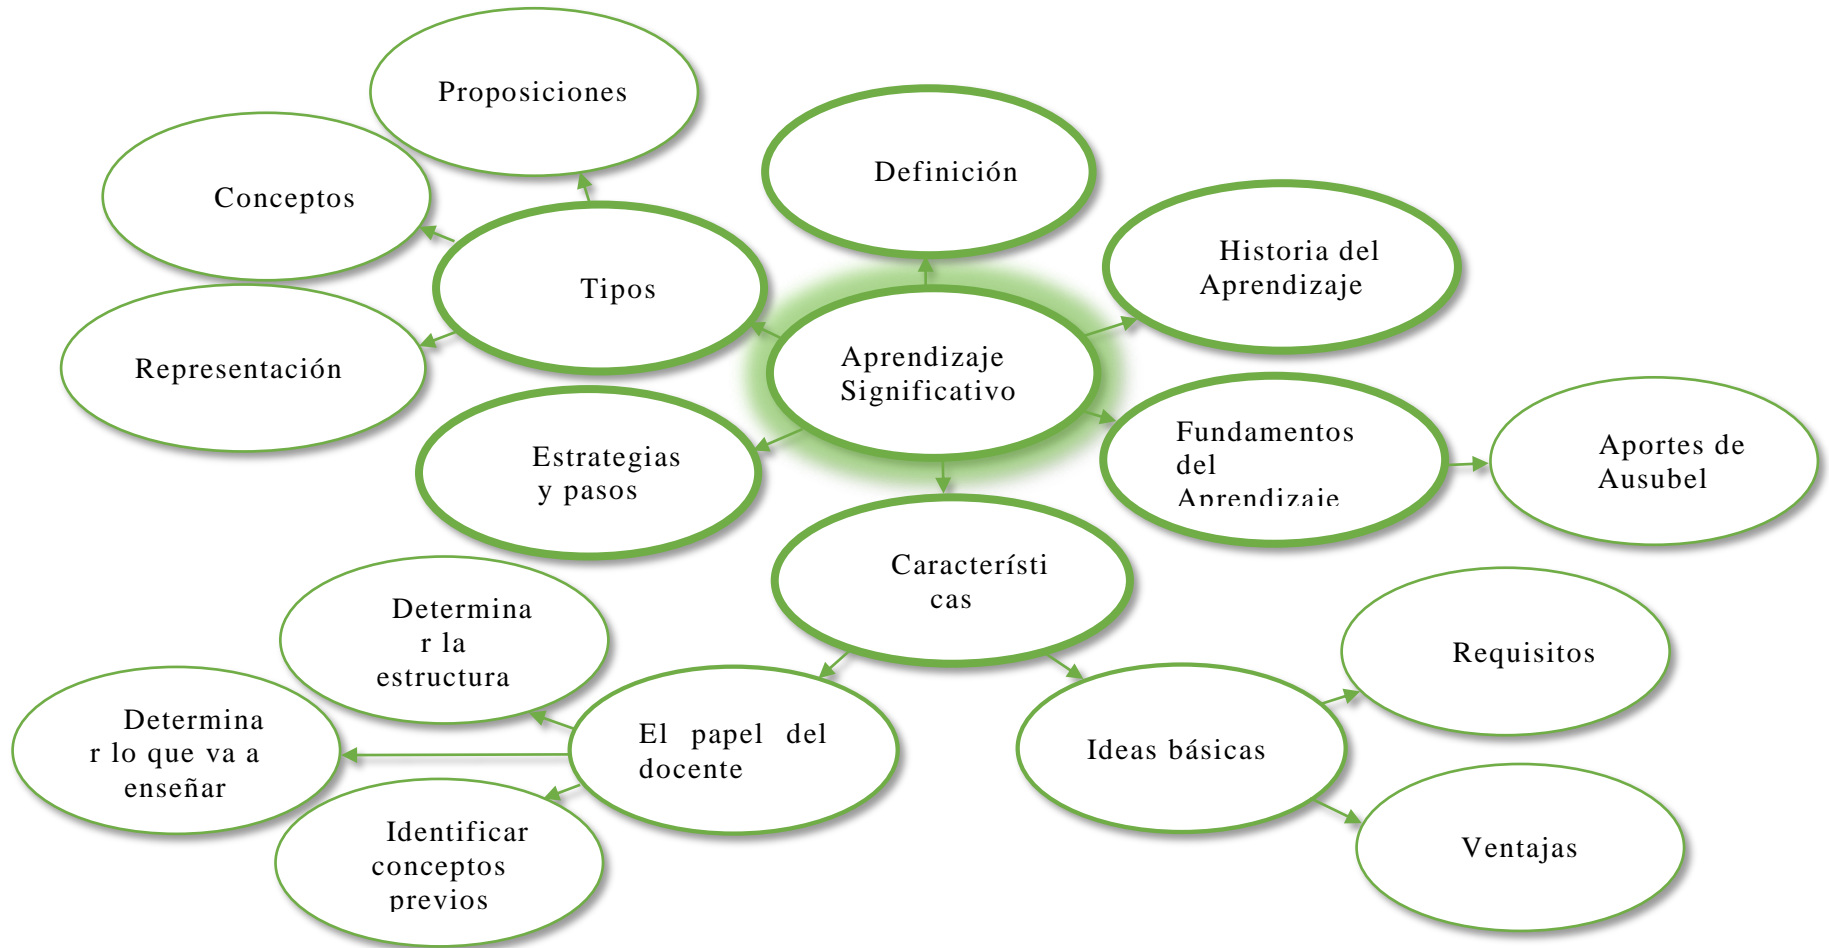 Proposiciones
Conceptos
Representación
Tipos
Definición
Historia del
Aprendizaje
Aprendizaje
Significativo
Estrategias
y pasos
Fundamentos
del
Aprendizaje
Aportes de
Ausubel
Característi
cas
Determina
r la
estructura
Determina
r lo que va a
enseñar
Identificar
conceptos
previos
El papel del
docente
Ideas básicas
Requisitos
Ventajas